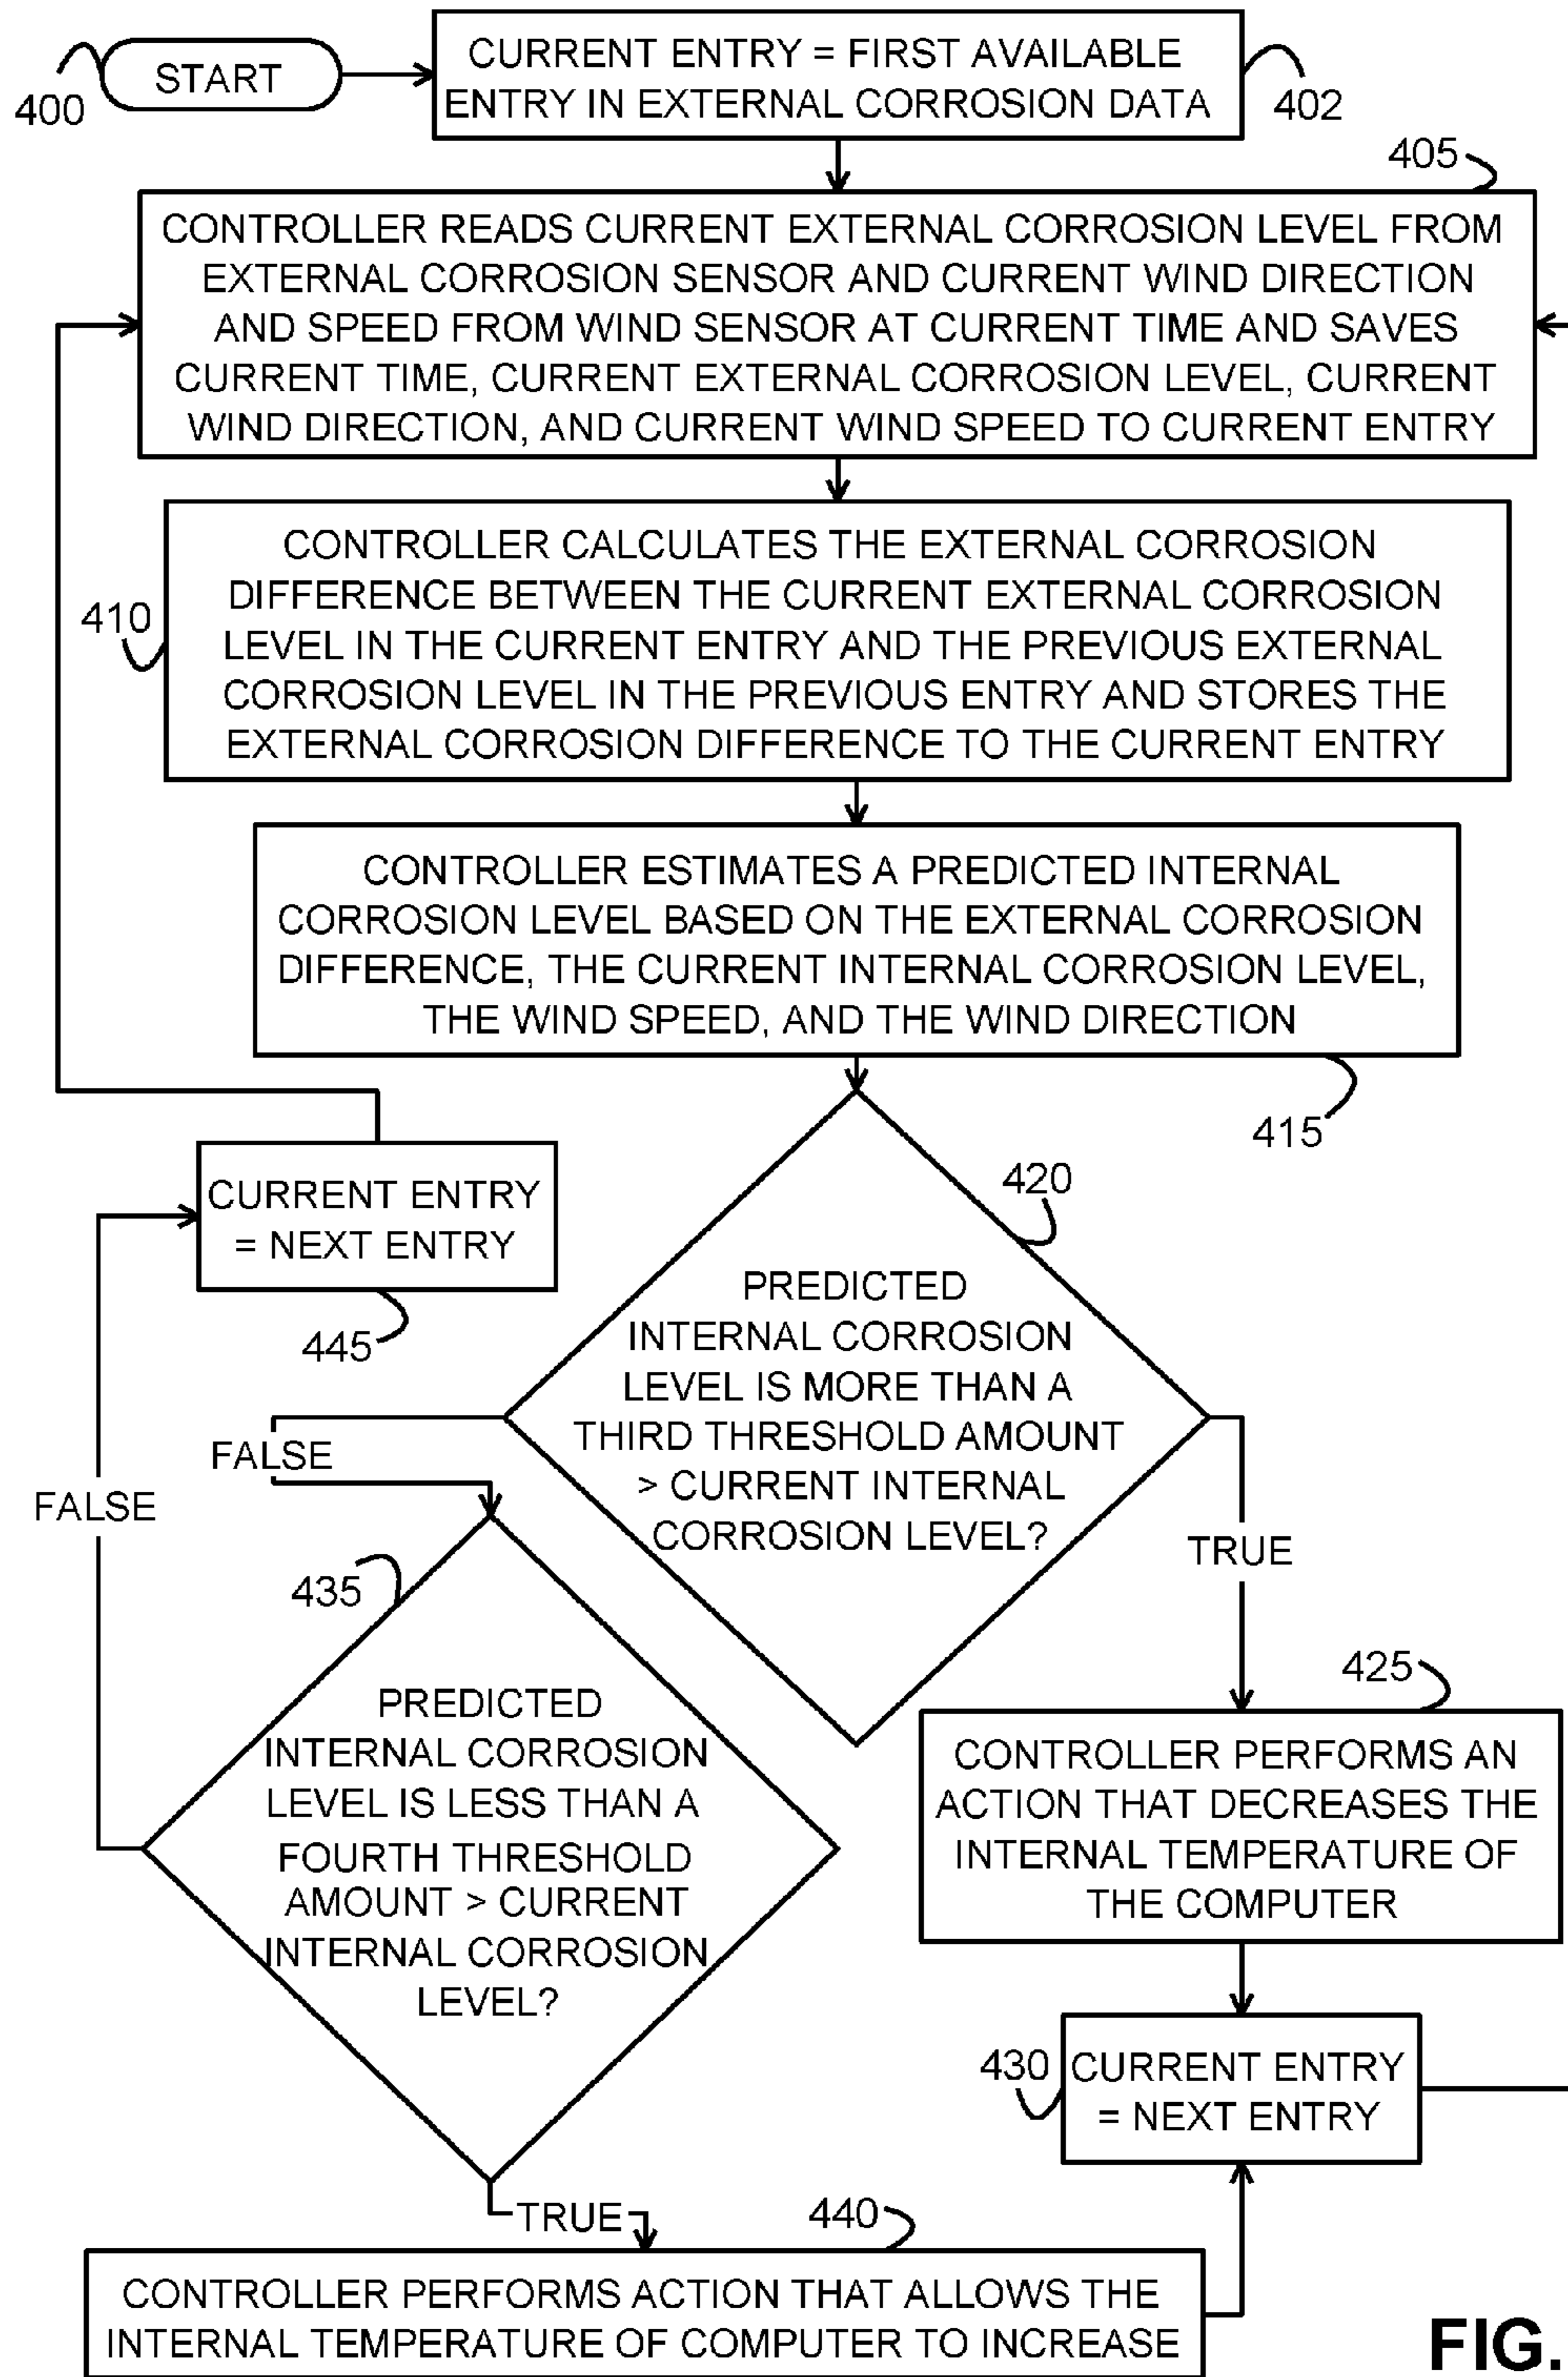 START
400
CURRENT ENTRY = FIRST AVAILABLE
ENTRY IN EXTERNAL CORROSION DATA
402
405
CONTROLLER READS CURRENT EXTERNAL CORROSION LEVEL FROM
EXTERNAL CORROSION SENSOR AND CURRENT WIND DIRECTION
AND SPEED FROM WIND SENSOR AT CURRENT TIME AND SAVES
CURRENT TIME, CURRENT EXTERNAL CORROSION LEVEL, CURRENT
WIND DIRECTION, AND CURRENT WIND SPEED TO CURRENT ENTRY
410
CONTROLLER CALCULATES THE EXTERNAL CORROSION
DIFFERENCE BETWEEN THE CURRENT EXTERNAL CORROSION
LEVEL IN THE CURRENT ENTRY AND THE PREVIOUS EXTERNAL
CORROSION LEVEL IN THE PREVIOUS ENTRY AND STORES THE
EXTERNAL CORROSION DIFFERENCE TO THE CURRENT ENTRY
CONTROLLER ESTIMATES A PREDICTED INTERNAL
CORROSION LEVEL BASED ON THE EXTERNAL CORROSION
DIFFERENCE, THE CURRENT INTERNAL CORROSION LEVEL,
THE WIND SPEED, AND THE WIND DIRECTION
415
420
PREDICTED
INTERNAL CORROSION
LEVEL IS MORE THAN A
THIRD THRESHOLD AMOUNT
> CURRENT INTERNAL
CORROSION LEVEL?
CURRENT ENTRY
= NEXT ENTRY
445
FALSE
FALSE
TRUE
435
PREDICTED
INTERNAL CORROSION
LEVEL IS LESS THAN A
FOURTH THRESHOLD
AMOUNT > CURRENT
INTERNAL CORROSION
LEVEL?
425
CONTROLLER PERFORMS AN
ACTION THAT DECREASES THE
INTERNAL TEMPERATURE OF
THE COMPUTER
430
CURRENT ENTRY
= NEXT ENTRY
TRUE
440
CONTROLLER PERFORMS ACTION THAT ALLOWS THE
INTERNAL TEMPERATURE OF COMPUTER TO INCREASE
FIG.